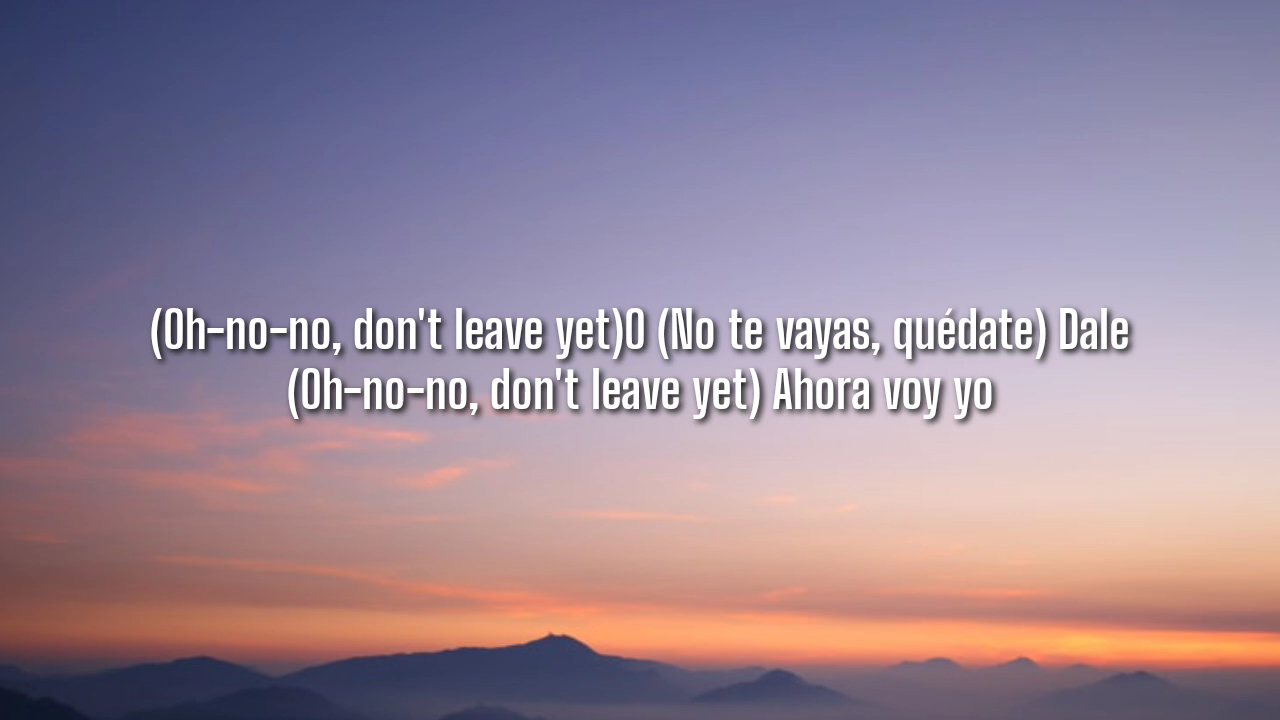 (Oh-no-no, don't leave yet)O (No te vayas, quédate) Dale
(Oh-no-no, don't leave yet) Ahora voy yo